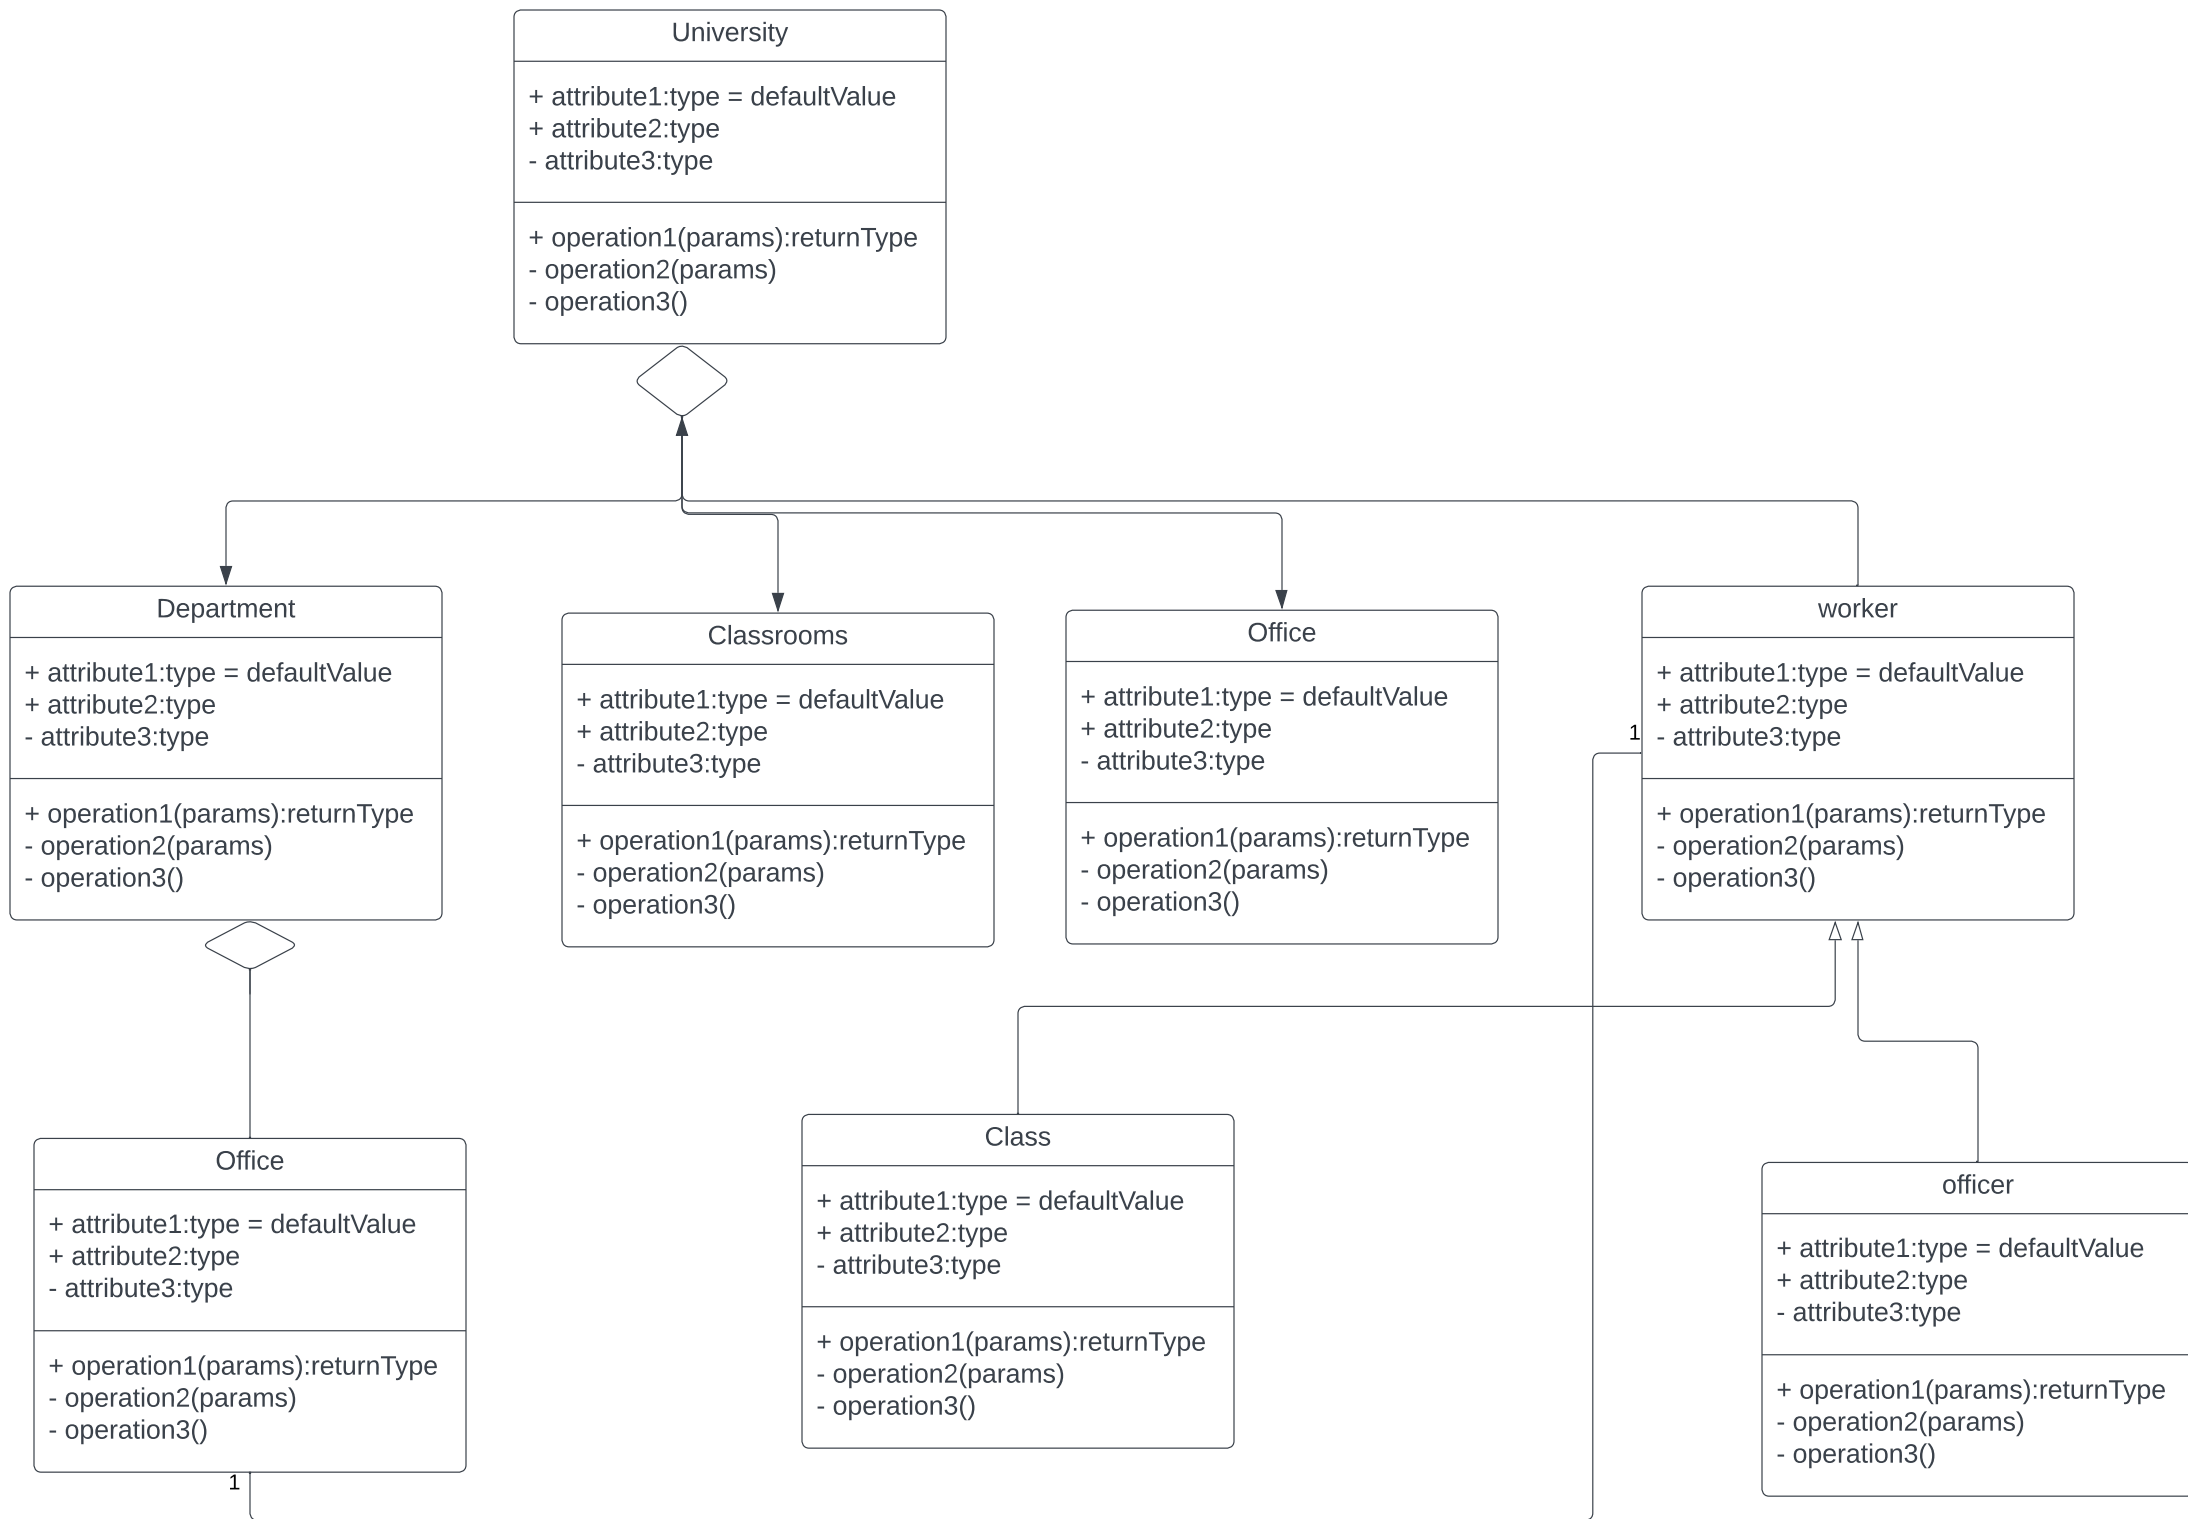 University
+ attribute1:type = defaultValue
+ attribute2:type
- attribute3:type
+ operation1(params):returnType
- operation2(params)
- operation3()
Department
+ attribute1:type = defaultValue
+ attribute2:type
- attribute3:type
+ operation1(params):returnType
- operation2(params)
- operation3()
Classrooms
+ attribute1:type = defaultValue
+ attribute2:type
- attribute3:type
+ operation1(params):returnType
- operation2(params)
- operation3()
Office
+ attribute1:type = defaultValue
+ attribute2:type
- attribute3:type
+ operation1(params):returnType
- operation2(params)
- operation3()
worker
+ attribute1:type = defaultValue
+ attribute2:type
- attribute3:type
+ operation1(params):returnType
- operation2(params)
- operation3()
1
Office
+ attribute1:type = defaultValue
+ attribute2:type
- attribute3:type
+ operation1(params):returnType
- operation2(params)
- operation3()
1
Class
+ attribute1:type = defaultValue
+ attribute2:type
- attribute3:type
+ operation1(params):returnType
- operation2(params)
- operation3()
officer
+ attribute1:type = defaultValue
+ attribute2:type
- attribute3:type
+ operation1(params):returnType
- operation2(params)
- operation3()